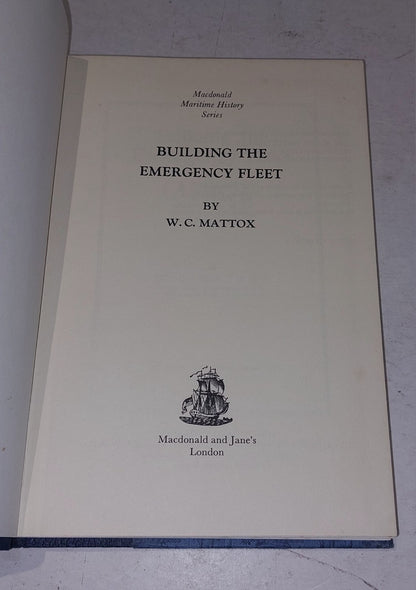 Macdonald
Maritime History
Series
BUILDING THE
EMERGENCY FLEET
BY
W. C. MATTOX
Macdonald and Jane's
London